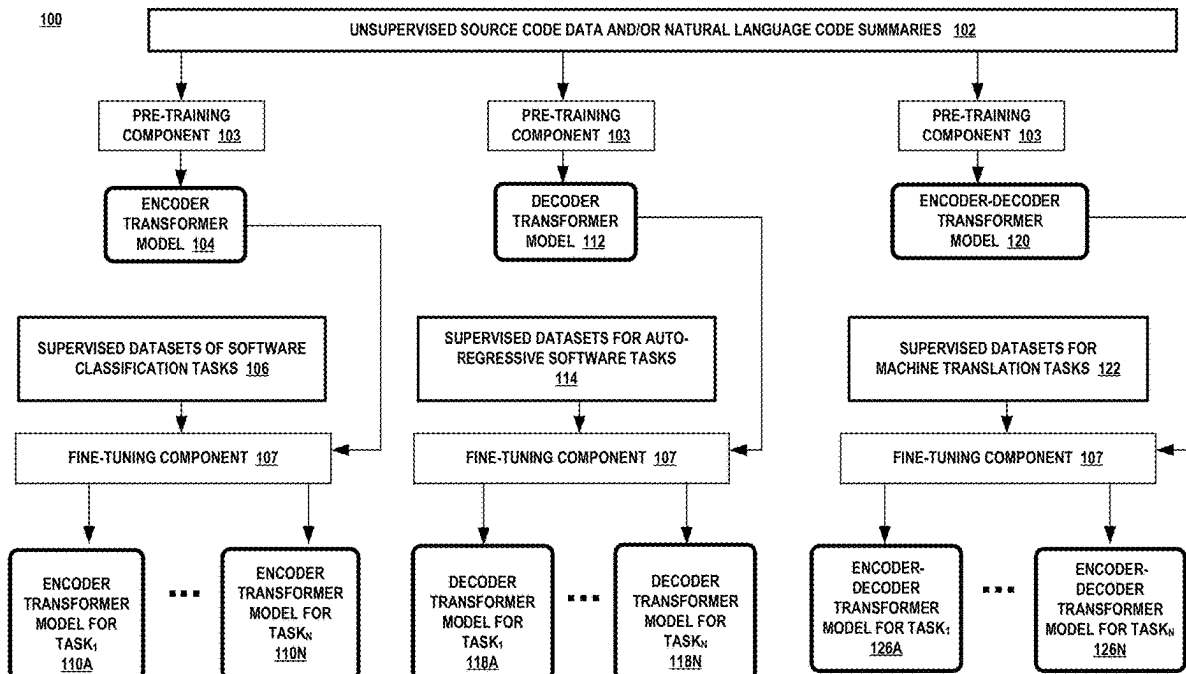 100
UNSUPERVISED SOURCE CODE DATA AND/OR NATURAL LANGUAGE CODE SUMMARIES 102
PRE-TRAINING
COMPONENT 103
PRE-TRAINING
COMPONENT 103
PRE-TRAINING
COMPONENT 103
ENCODER
TRANSFORMER
MODEL 104
DECODER
TRANSFORMER
MODEL 112
ENCODER-DECODER
TRANSFORMER
MODEL 120
SUPERVISED DATASETS OF SOFTWARE
CLASSIFICATION TASKS 106
SUPERVISED DATASETS FOR AUTO-
REGRESSIVE SOFTWARE TASKS
114
SUPERVISED DATASETS FOR
MACHINE TRANSLATION TASKS 122
FINE-TUNING COMPONENT 107
FINE-TUNING COMPONENT 107
FINE-TUNING COMPONENT 107
ENCODER
TRANSFORMER
MODEL FOR
TASK₁
110A
...
ENCODER
TRANSFORMER
MODEL FOR
TASKN
110N
DECODER
TRANSFORMER
MODEL FOR
TASK₁
118A
...
DECODER
TRANSFORMER
MODEL FOR
TASKN
118N
ENCODER-
DECODER
TRANSFORMER
MODEL FOR TASK₁
126A
...
ENCODER-
DECODER
TRANSFORMER
MODEL FOR TASKN
126N